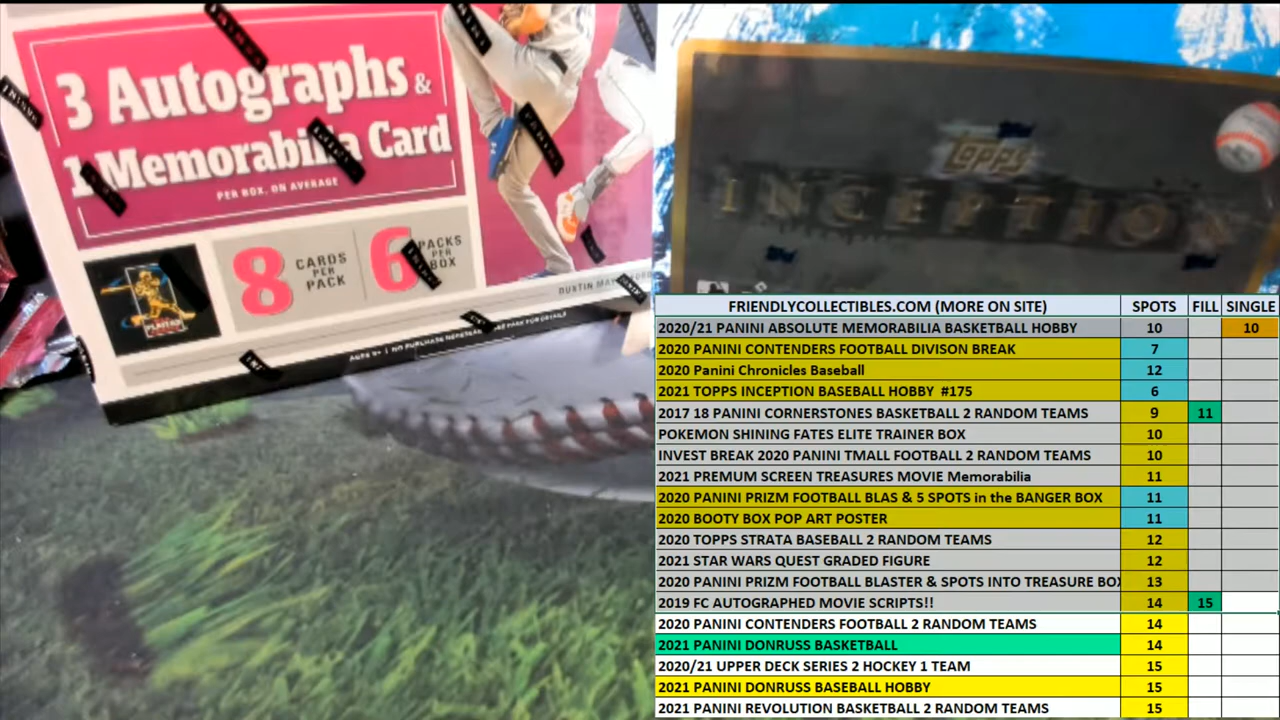 3 Autographs &
1 Memorabilia Card
PER BOX, ON AVERAGE
8 CARDS PER PACK
6 PACKS PER BOX
AGES 9+ | NO PURCHASE
Topps
INCEPTION
FRIENDLYCOLLECTIBLES.COM (MORE ON SITE) SPOTS FILL SINGLE
2020/21 PANINI ABSOLUTE MEMORABILIA BASKETBALL HOBBY 10 10
2020 PANINI CONTENDERS FOOTBALL DIVISON BREAK 7
2020 Panini Chronicles Baseball 12
2021 TOPPS INCEPTION BASEBALL HOBBY #175 6
2017 18 PANINI CORNERSTONES BASKETBALL 2 RANDOM TEAMS 9 11
POKEMON SHINING FATES ELITE TRAINER BOX 10
INVEST BREAK 2020 PANINI TMALL FOOTBALL 2 RANDOM TEAMS 10
2021 PREMUM SCREEN TREASURES MOVIE Memorabilia 11
2020 PANINI PRIZM FOOTBALL BLAS & 5 SPOTS in the BANGER BOX 11
2020 BOOTY BOX POP ART POSTER 11
2020 TOPPS STRATA BASEBALL 2 RANDOM TEAMS 12
2021 STAR WARS QUEST GRADED FIGURE 12
2020 PANINI PRIZM FOOTBALL BLASTER & SPOTS INTO TREASURE BOX 13
2019 FC AUTOGRAPHED MOVIE SCRIPTS!! 14 15
2020 PANINI CONTENDERS FOOTBALL 2 RANDOM TEAMS 14
2021 PANINI DONRUSS BASKETBALL 14
2020/21 UPPER DECK SERIES 2 HOCKEY 1 TEAM 15
2021 PANINI DONRUSS BASEBALL HOBBY 15
2021 PANINI REVOLUTION BASKETBALL 2 RANDOM TEAMS 15